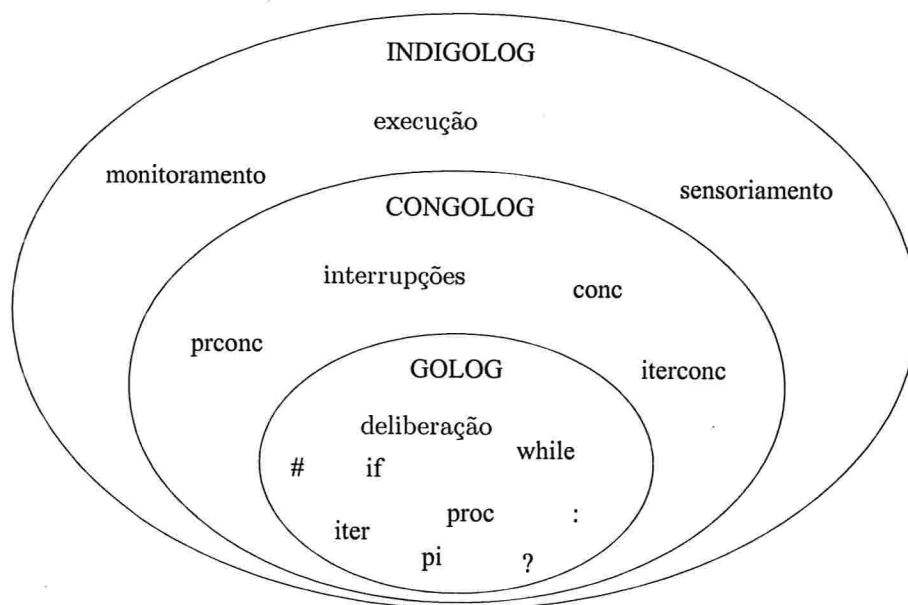 INDIGOLOG
execução
monitoramento
sensoriamento
CONGOLOG
interrupções
conc
prconc
iterconc
GOLOG
deliberação
while
# if
iter proc :
pi ?